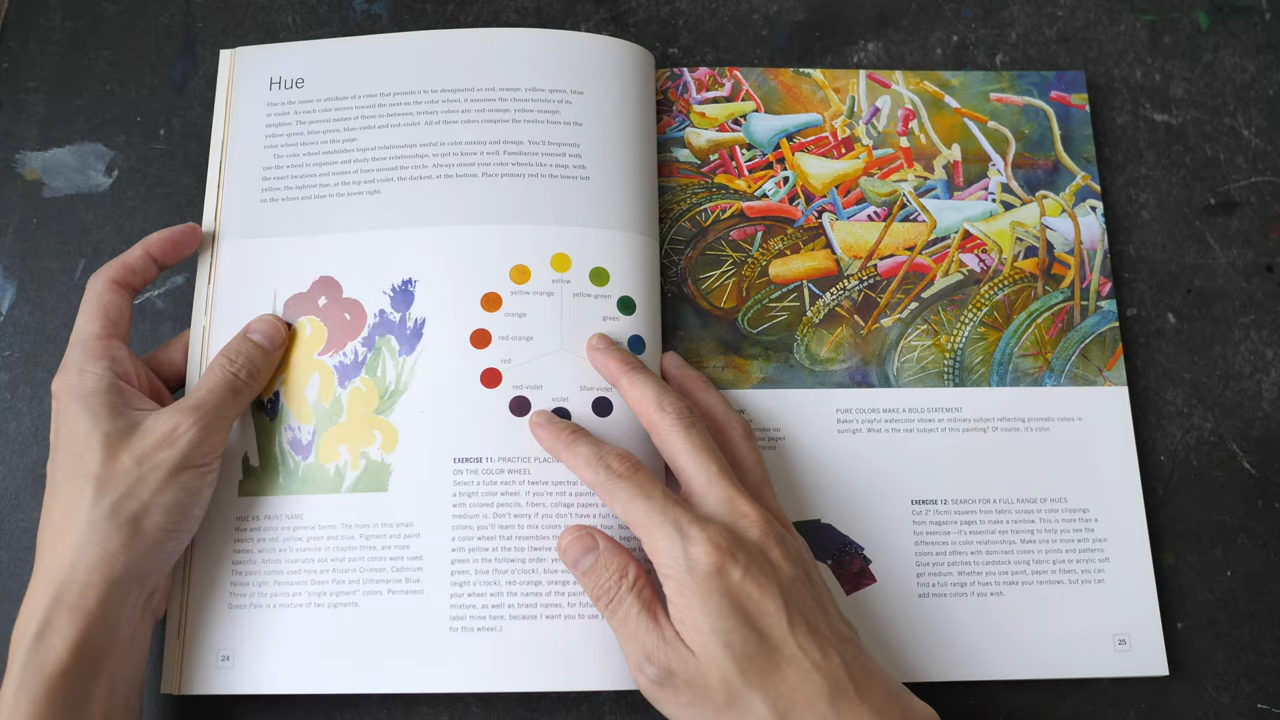 Hue
Hue is the name or attribute of a color that permits it to be designated as red, orange, yellow, green, blue
or violet. As each color moves toward the next on the color wheel, it assumes the characteristics of its
neighbor. The general names of these in-between, tertiary colors are: red-orange, yellow-orange,
yellow-green, blue-green, blue-violet and red-violet. All of these colors comprise the twelve hues on the
color wheel shown on this page.
The color wheel establishes logical relationships useful in color mixing and design. You'll frequently
use the wheel to organize and study these relationships, so get to know it well. Familiarize yourself with
the exact locations and names of hues around the circle. Always orient your color wheels like a map, with
yellow, the lightest hue, at the top and violet, the darkest, at the bottom. Place primary red to the lower left
on the wheel and blue to the lower right.
yellow
yellow-orange
yellow-green
orange
green
red-orange
red
red-violet
blue-violet
violet
HUE VS. PAINT NAME
Hue and color are general terms. The hues in this small
sketch are red, yellow, green and blue. Pigment and paint
names, which we'll examine in chapter three, are more
specific. Artists invariably ask what paint colors were used.
The paint names used here are Alizarin Crimson, Cadmium
Yellow Light, Permanent Green Pale and Ultramarine Blue.
Three of the paints are "single pigment" colors. Permanent
Green Pale is a mixture of two pigments.
24
EXERCISE 11: PRACTICE
ON THE COLOR WHEEL
Select a tube each of twelve spectral
a bright color wheel. If you're not a
with colored pencils, fibers, collage papers
medium is. Don't worry if you don't have a full
colors; you'll learn to mix colors in four. Now
a color wheel that resembles
with yellow at the top (twelve
green in the following order:
green, blue (four o'clock),
(eight o'clock), red-orange, orange
your wheel with the names of the paint
mixture, as well as brand names, for
label mine here, because I want you to use
for this wheel.)
color on
paper
PURE COLORS MAKE A BOLD STATEMENT
Baker's playful watercolor shows an ordinary subject reflecting prismatic colors in
sunlight. What is the real subject of this painting? Of course, it's color.
EXERCISE 12: SEARCH FOR A FULL RANGE OF HUES
Cut 2" (5cm) squares from fabric scraps or color clippings
from magazine pages to make a rainbow. This is more than a
fun exercise—it's essential eye training to help you see the
differences in color relationships. Make one or more with plain
colors and others with dominant colors in prints and patterns.
Glue your patches to cardstock using fabric glue or acrylic soft
gel medium. Whether you use paint, paper or fibers, you can
find a full range of hues to make your rainbows, but you can
add more colors if you wish.
25